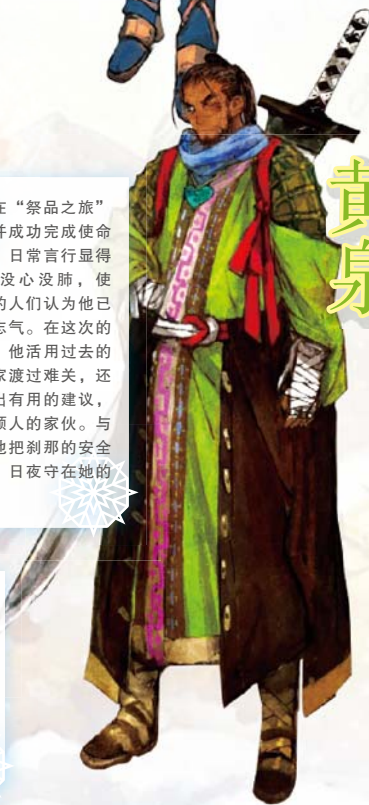 黄泉
在“祭品之旅”
并成功完成使命
日常言行显得
没心没肺，使
的人们认为他已
志气。在这次的
他活用过去的
家渡过难关，还
出有用的建议，
烦人的家伙。与
他把刹那的安全
日夜守在她的